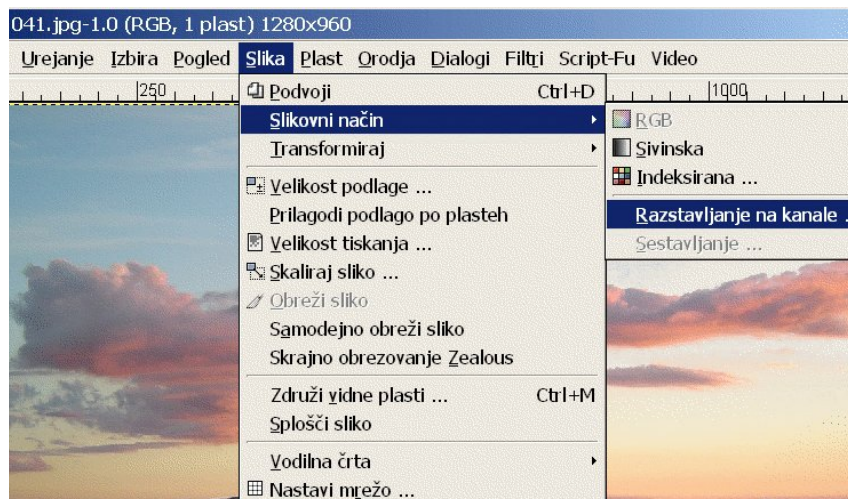 041.jpg-1.0 (RGB, 1 plast) 1280x960
Urejanje Izbira Pogled Slika Plast Orodja Dialogi Filtri Script-Fu Video
250 1000
Podvoji Ctrl+D
Slikovni način
Transformiraj
Velikost podlage ...
Prilagodi podlago po plasteh
Velikost tiskanja ...
Skaliraj sliko ...
Obreži sliko
Samodejno obreži sliko
Skrajno obrezovanje Zealous
Združi vidne plasti ... Ctrl+M
Splošči sliko
Vodilna črta
Nastavi mrežo ...
RGB
Sivinska
Indeksirana ...
Razstavljanje na kanale .
Sestavljanje ...